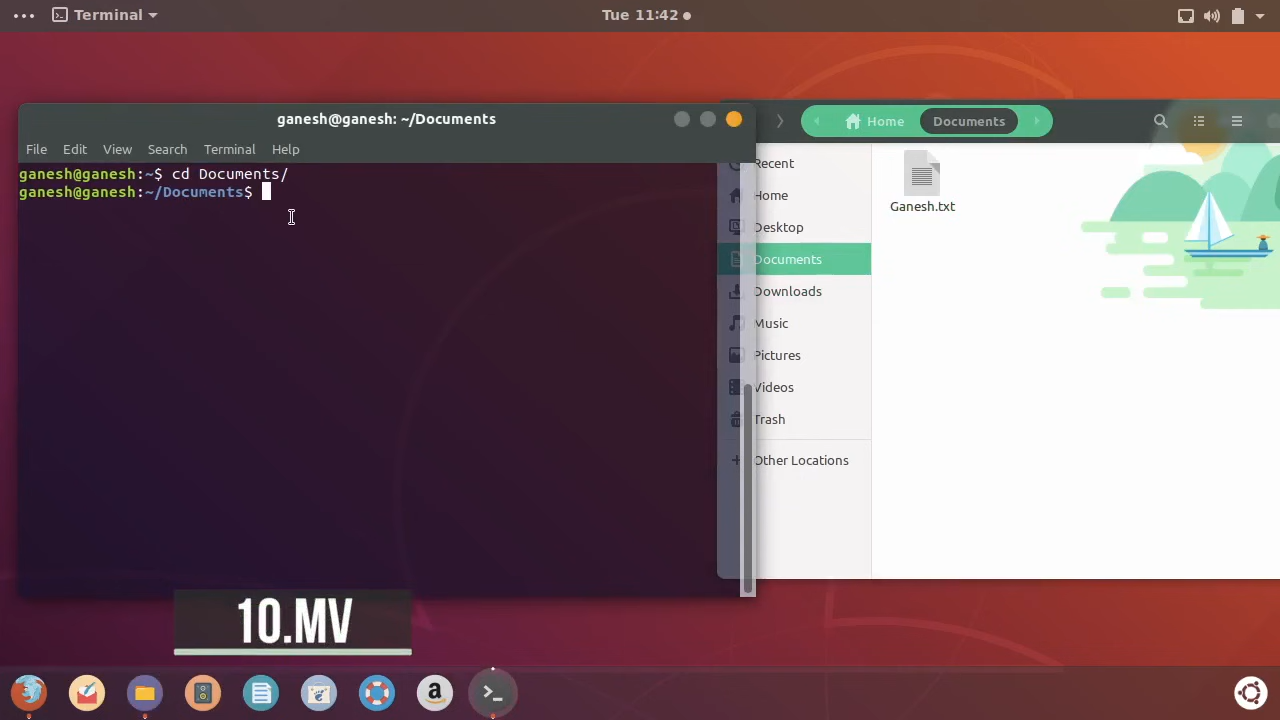 Terminal
Tue 11:42
ganesh@ganesh: ~/Documents
File Edit View Search Terminal Help
ganesh@ganesh:~$ cd Documents/
ganesh@ganesh:~/Documents$
Home Documents
Recent
Home
Desktop
Documents
Downloads
Music
Pictures
Videos
Trash
Other Locations
Ganesh.txt
10.MV